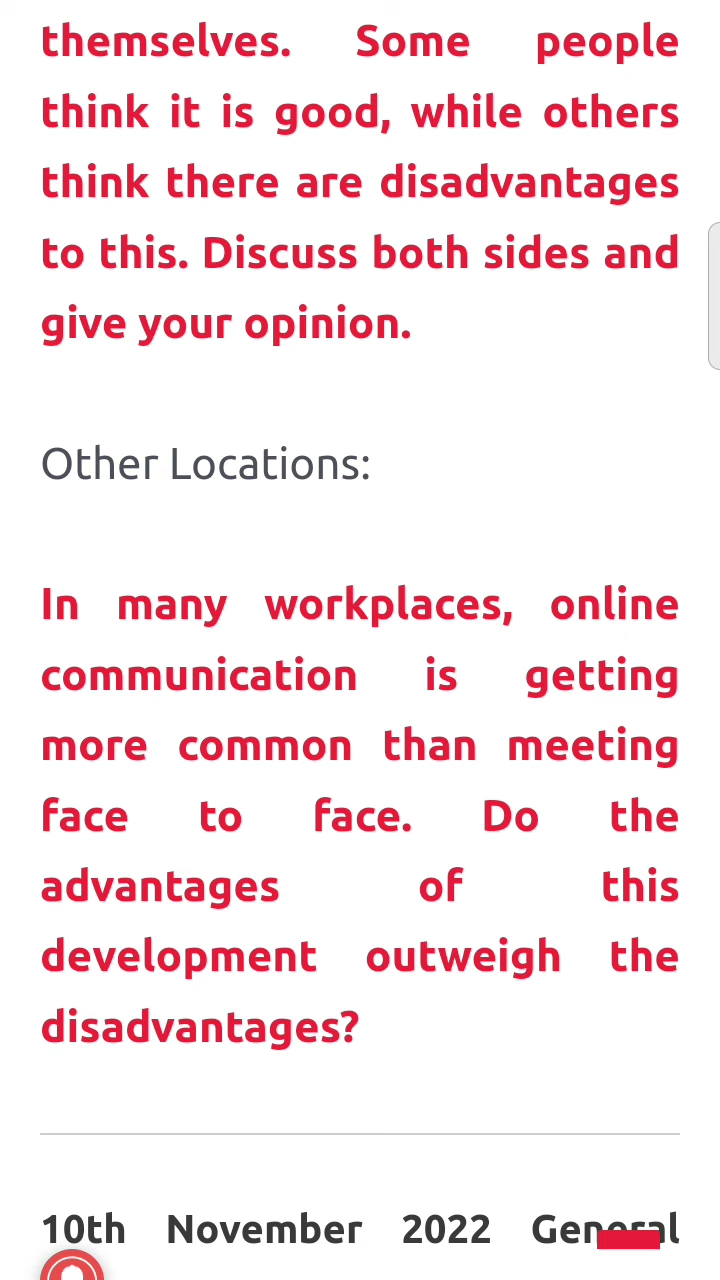 themselves. Some people
think it is good, while others
think there are disadvantages
to this. Discuss both sides and
give your opinion.
Other Locations:
In many workplaces, online
communication is getting
more common than meeting
face to face. Do the
advantages of this
development outweigh the
disadvantages?
10th November 2022 General